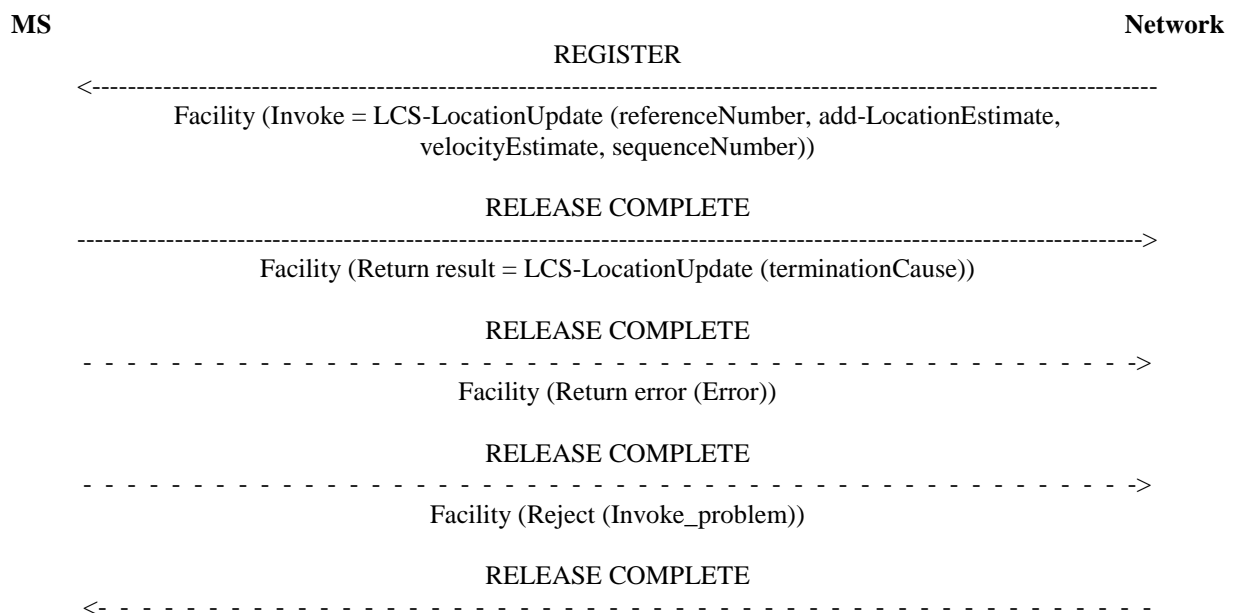 MS Network
REGISTER
<------------------------------------------------------------------------------------------------------------------------
Facility (Invoke = LCS-LocationUpdate (referenceNumber, add-LocationEstimate,
velocityEstimate, sequenceNumber))
RELEASE COMPLETE
------------------------------------------------------------------------------------------------------------------------>
Facility (Return result = LCS-LocationUpdate (terminationCause))
RELEASE COMPLETE
- - - - - - - - - - - - - - - - - - - - - - - - - - - - - - - - - - - - - - - - - - - - - - - ->
Facility (Return error (Error))
RELEASE COMPLETE
- - - - - - - - - - - - - - - - - - - - - - - - - - - - - - - - - - - - - - - - - - - - - - - ->
Facility (Reject (Invoke_problem))
RELEASE COMPLETE
<- - - - - - - - - - - - - - - - - - - - - - - - - - - - - - - - - - - - - - - - - - - - - - - -